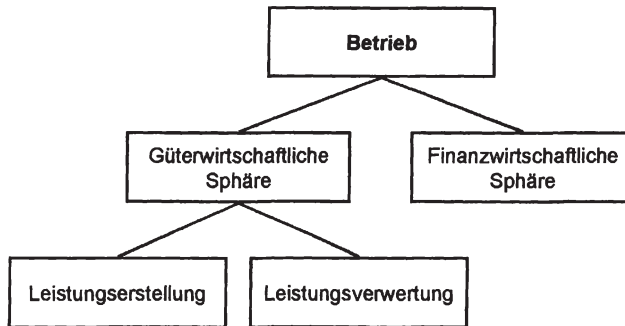 Betrieb
Güterwirtschaftliche
Sphäre
Finanzwirtschaftliche
Sphäre
Leistungserstellung
Leistungsverwertung